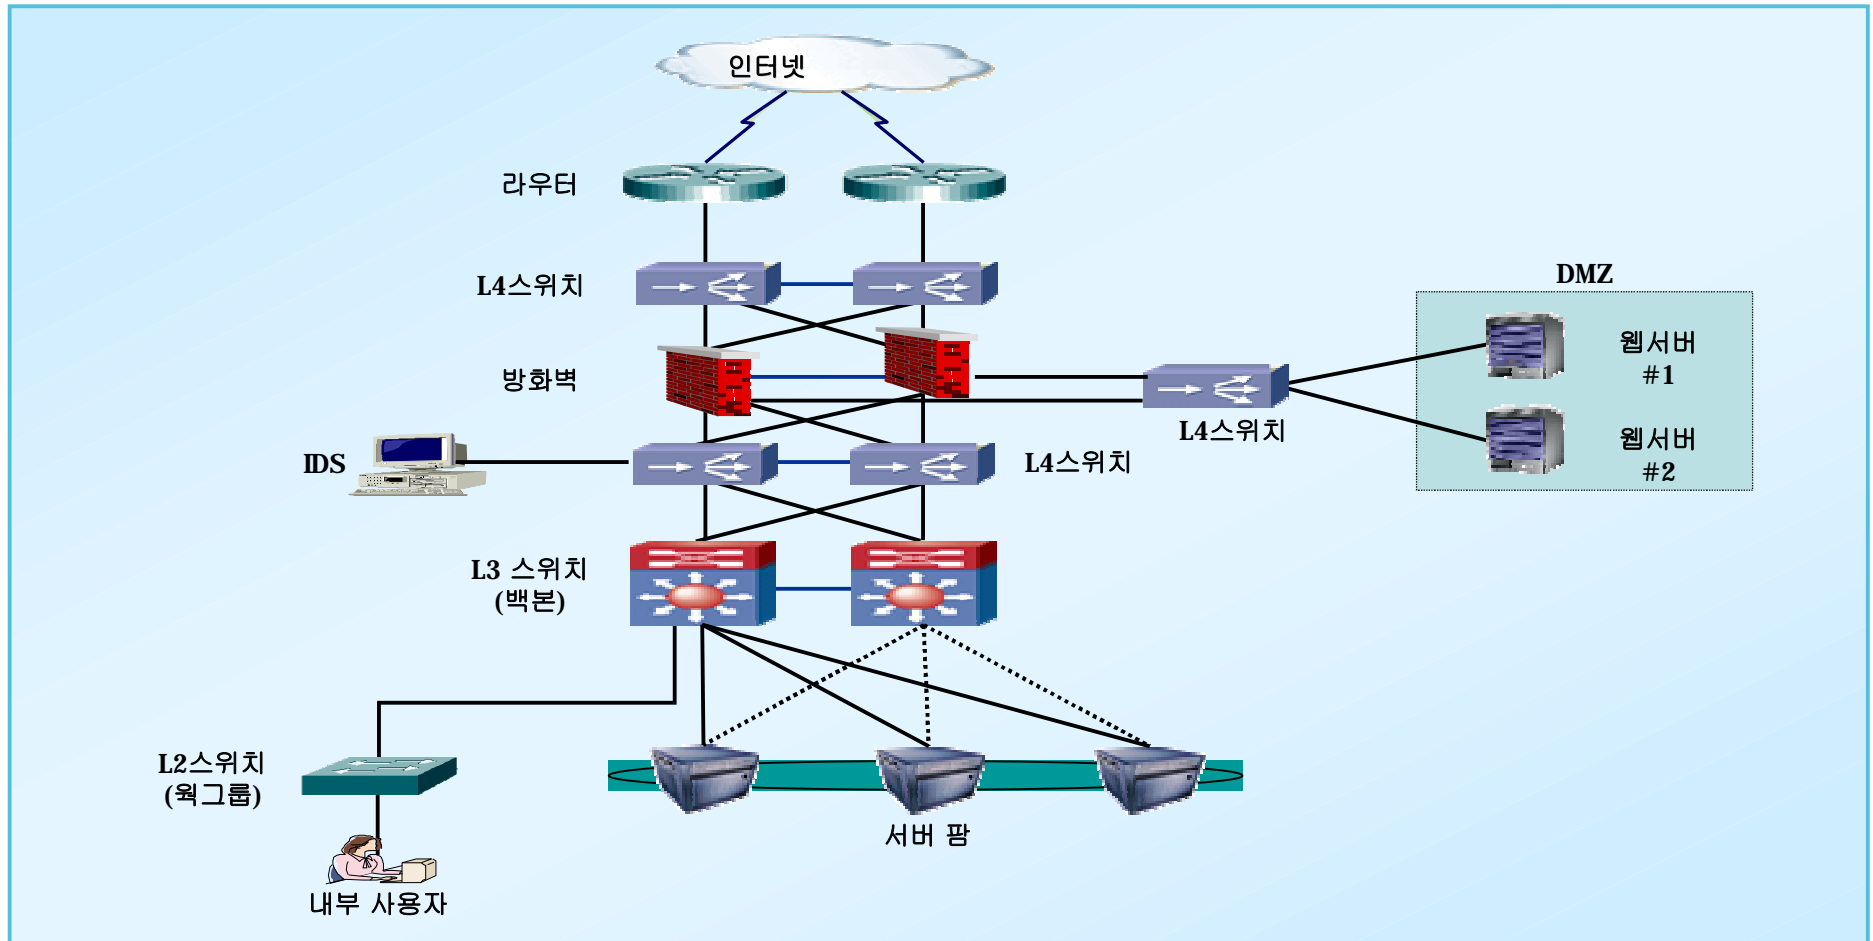 인터넷
라우터
L4스위치
DMZ
웹서버
#1
방화벽
L4스위치
웹서버
#2
IDS
L4스위치
L3 스위치
(백본)
L2스위치
(웍그룹)
서버 팜
내부 사용자